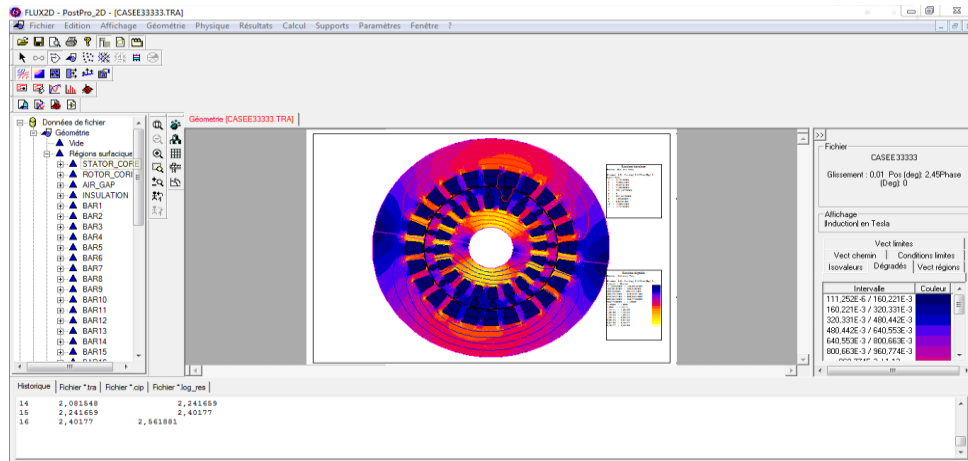 FLUX2D - PostPro_2D - [CASEE33333.TRA]
Fichier Edition Affichage Géométrie Physique Résultats Calcul Supports Paramètres Fenêtre ?
Données de fichier
Géométrie
Vide
Régions surfacique
STATOR_CORE
ROTOR_CORI
AIR_GAP
INSULATION
BAR1
BAR2
BAR3
BAR4
BAR5
BAR6
BAR7
BAR8
BAR9
BAR10
BAR11
BAR12
BAR13
BAR14
BAR15
Géometrie [CASEE33333.TRA]
>>
Fichier
CASEE33333
Glissement : 0,01 Pos (deg): 2,45Phase
(Deg): 0
Affichage
|Induction| en Tesla
Vect limites
Vect chemin Conditions limites
Isovaleurs Dégradés Vect régions
Intervalle Couleur
111,252E-6 / 160,221E-3
160,221E-3 / 320,331E-3
320,331E-3 / 480,442E-3
480,442E-3 / 640,553E-3
640,553E-3 / 800,663E-3
800,663E-3 / 960,774E-3
Historique Fichier *.tra Fichier *.cip Fichier *.log_res
14 2,081548 2,241659
15 2,241659 2,40177
16 2,40177 2,561881